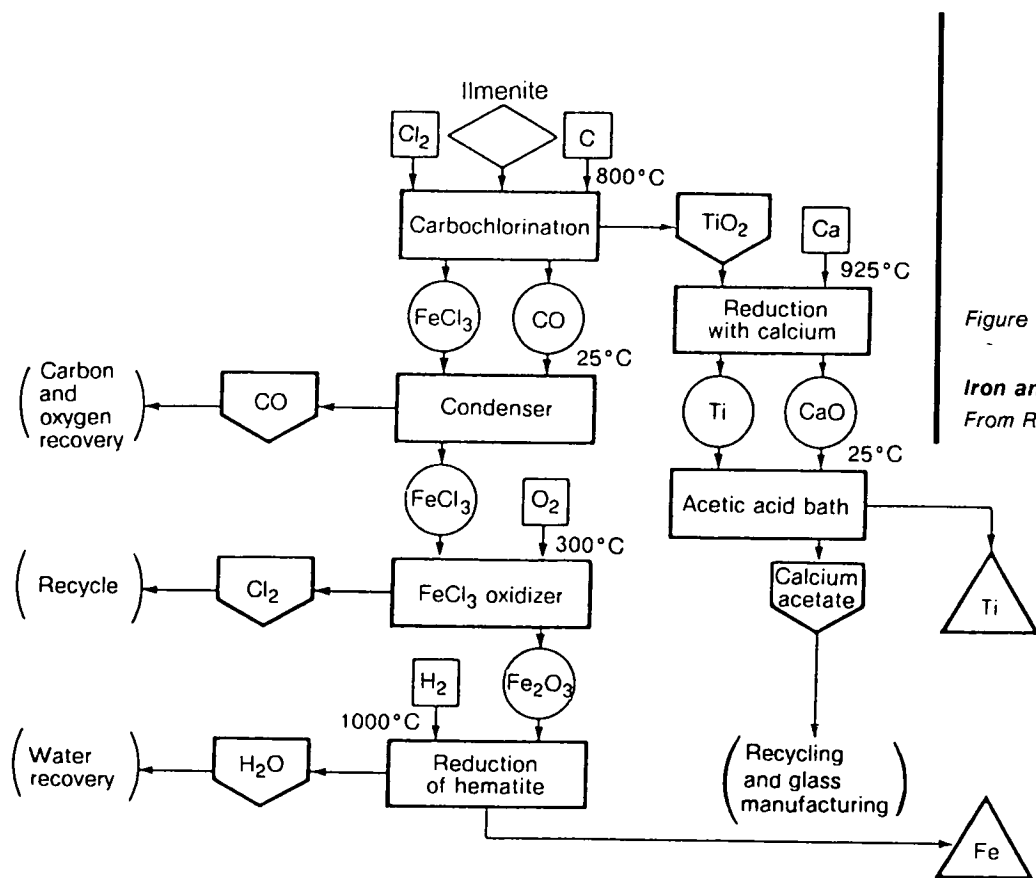 Ilmenite
Cl2
C
800°C
Carbochlorination
TiO2
Ca
925°C
FeCl3
CO
Reduction
with calcium
25°C
(Carbon
and
oxygen
recovery)
CO
Condenser
Ti
CaO
25°C
FeCl3
O2
Acetic acid bath
300°C
(Recycle)
Cl2
FeCl3 oxidizer
Calcium
acetate
Ti
H2
Fe2O3
1000°C
(Water
recovery)
H2O
Reduction
of hematite
(Recycling
and glass
manufacturing)
Fe
Figure
Iron ar
From R